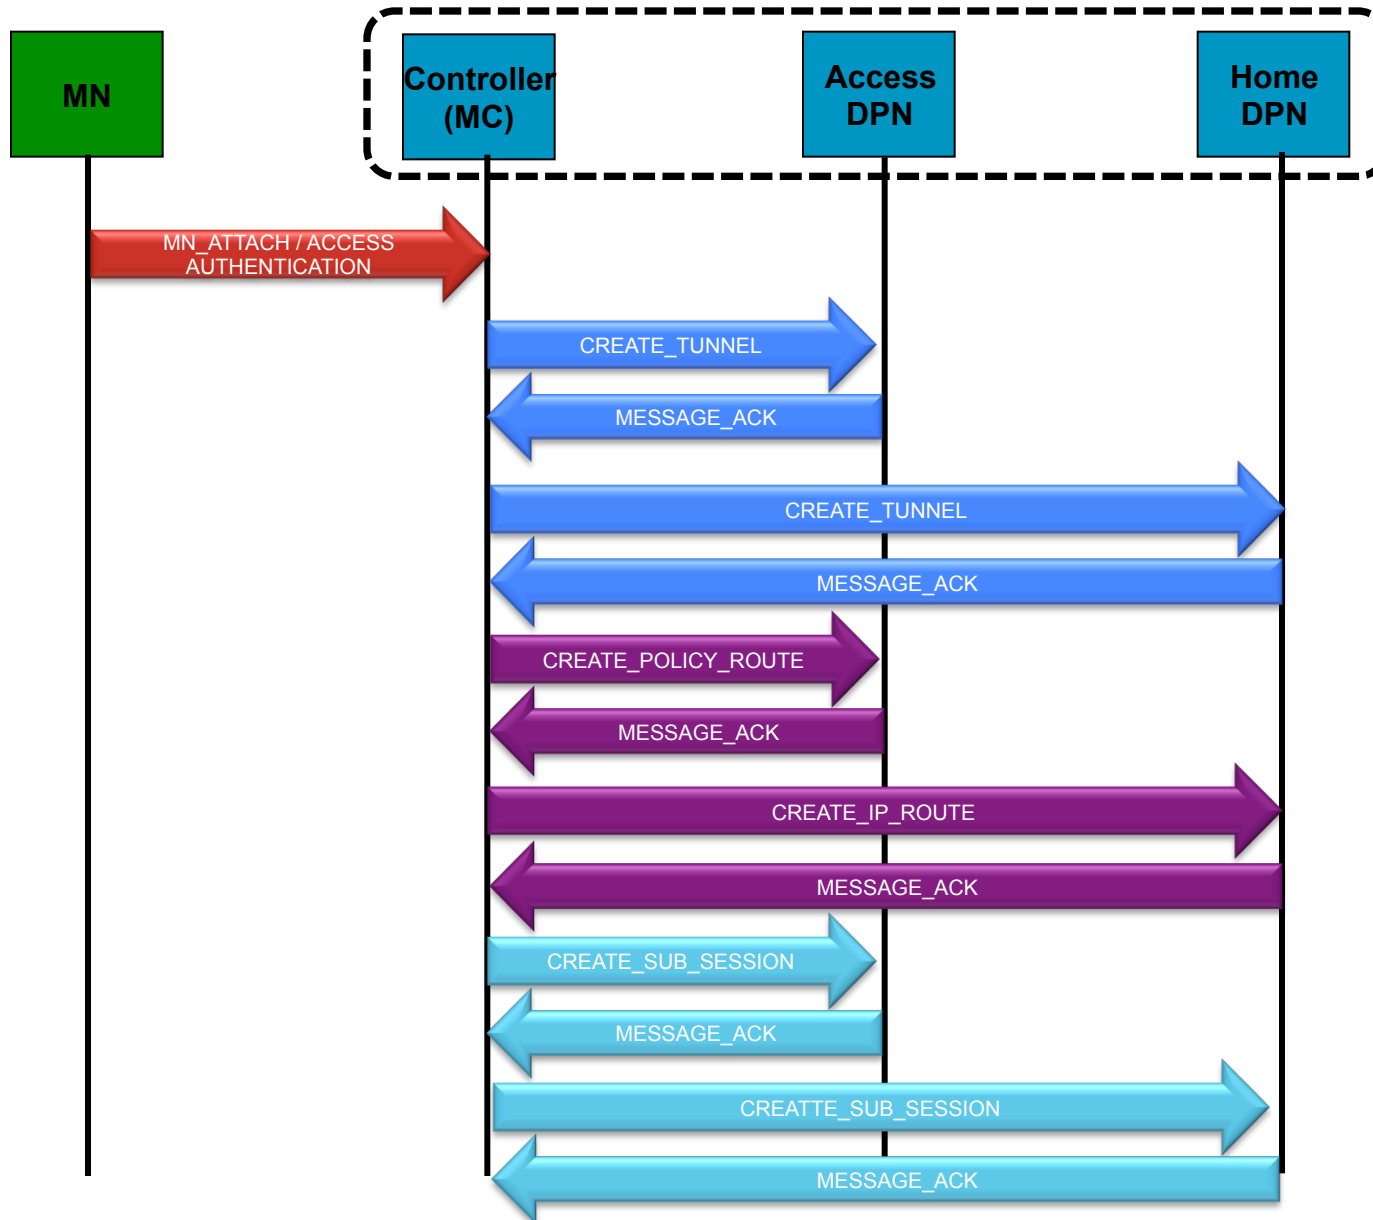 MN
Controller
(MC)
Access
DPN
Home
DPN
MN_ATTACH / ACCESS
AUTHENTICATION
CREATE_TUNNEL
MESSAGE_ACK
CREATE_TUNNEL
MESSAGE_ACK
CREATE_POLICY_ROUTE
MESSAGE_ACK
CREATE_IP_ROUTE
MESSAGE_ACK
CREATE_SUB_SESSION
MESSAGE_ACK
CREATTE_SUB_SESSION
MESSAGE_ACK